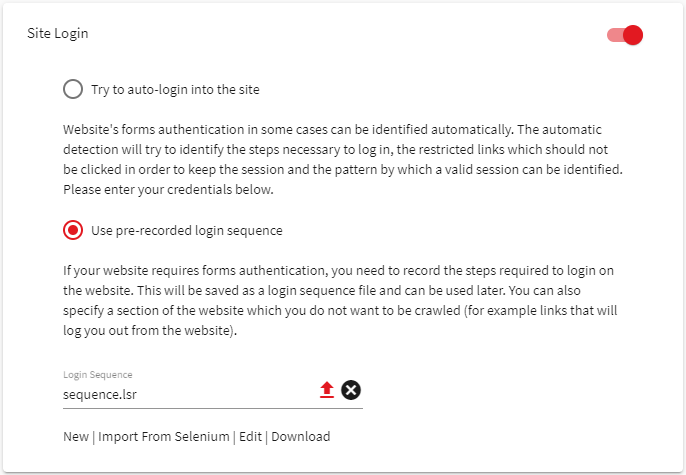 Site Login
Try to auto-login into the site
Website's forms authentication in some cases can be identified automatically. The automatic
detection will try to identify the steps necessary to log in, the restricted links which should not
be clicked in order to keep the session and the pattern by which a valid session can be identified.
Please enter your credentials below.
Use pre-recorded login sequence
If your website requires forms authentication, you need to record the steps required to login on
the website. This will be saved as a login sequence file and can be used later. You can also
specify a section of the website which you do not want to be crawled (for example links that will
log you out from the website).
Login Sequence
sequence.lsr
New | Import From Selenium | Edit | Download